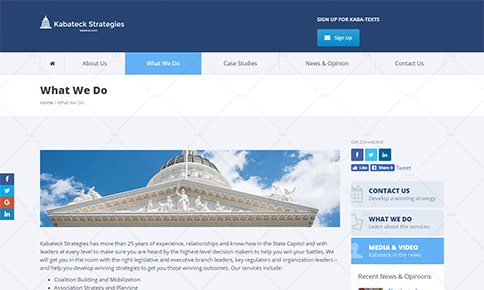 Kabateck Strategies
kabstrat.com
SIGN UP FOR KABA-TEXTS
Sign Up
About Us
What We Do
Case Studies
News & Opinion
Contact Us
What We Do
Home / What We Do
Get Connected:
Like Share Tweet
CONTACT US
Develop a winning strategy
WHAT WE DO
Learn about the services
MEDIA & VIDEO
Kabateck in the news
Recent News & Opinions
Kabateck Strategies has more than 25 years of experience, relationships and know-how in the State Capitol and with
leaders at every level to make sure you are heard by the highest-level decision makers to help you win your battles. We
will get you in the room with the right legislative and executive branch leaders, key regulators and organization leaders –
and help you develop winning strategies to get you those winning outcomes. Our services include:
Coalition Building and Mobilization
Association Strategy and Planning